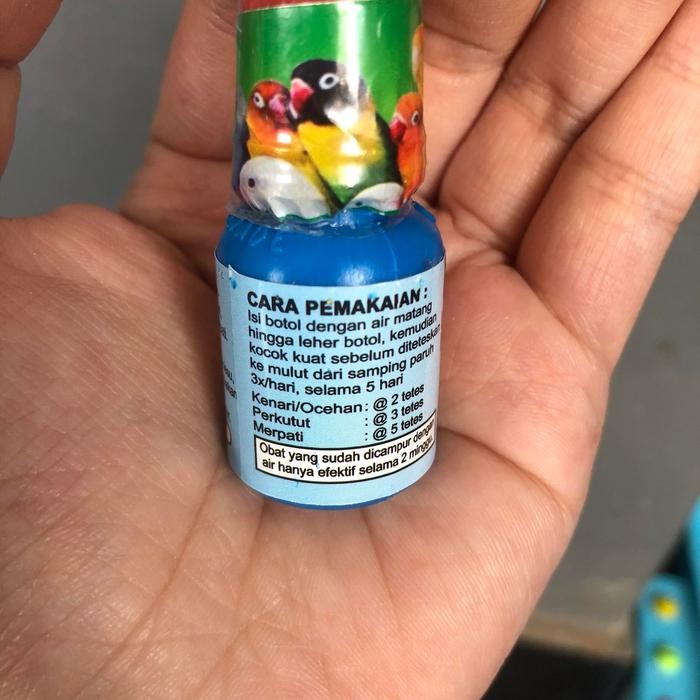 CARA PEMAKAIAN :
Isi botol dengan air matang
hingga leher botol, kemudian
kocok kuat sebelum diteteskan
ke mulut dari samping paruh
3x/hari, selama 5 hari
Kenari/Ocehan : @ 2 tetes
Perkutut : @ 3 tetes
Merpati : @ 5 tetes
Obat yang sudah dicampur dengan
air hanya efektif selama 2 minggu